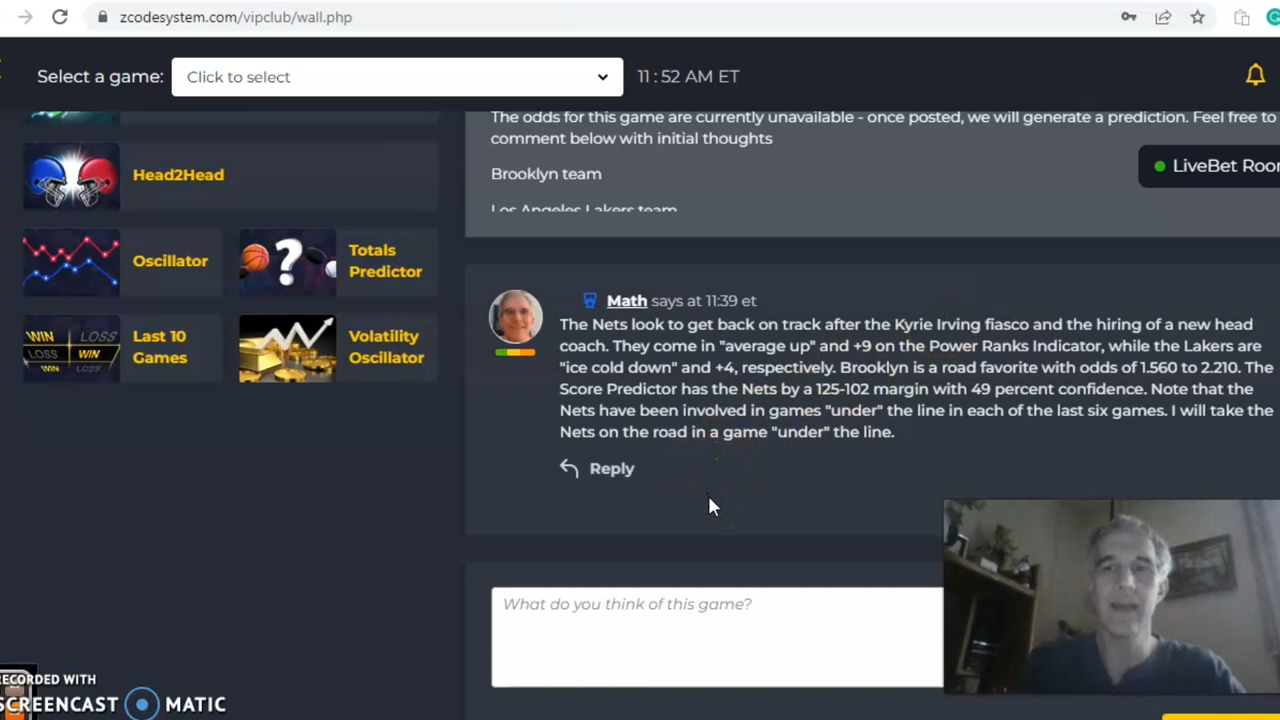 zcodesystem.com/vipclub/wall.php
Select a game:
Click to select
11 : 52 AM ET
The odds for this game are currently unavailable - once posted, we will generate a prediction. Feel free to
comment below with initial thoughts
Brooklyn team
Los Angeles Lakers team
LiveBet Roo
Head2Head
Oscillator
Totals
Predictor
WIN LOSS
LOSS WIN
WIN LOSS
Last 10
Games
Volatility
Oscillator
Math says at 11:39 et
The Nets look to get back on track after the Kyrie Irving fiasco and the hiring of a new head
coach. They come in "average up" and +9 on the Power Ranks Indicator, while the Lakers are
"ice cold down" and +4, respectively. Brooklyn is a road favorite with odds of 1.560 to 2.210. The
Score Predictor has the Nets by a 125-102 margin with 49 percent confidence. Note that the
Nets have been involved in games "under" the line in each of the last six games. I will take the
Nets on the road in a game "under" the line.
Reply
What do you think of this game?
RECORDED WITH
SCREENCAST MATIC